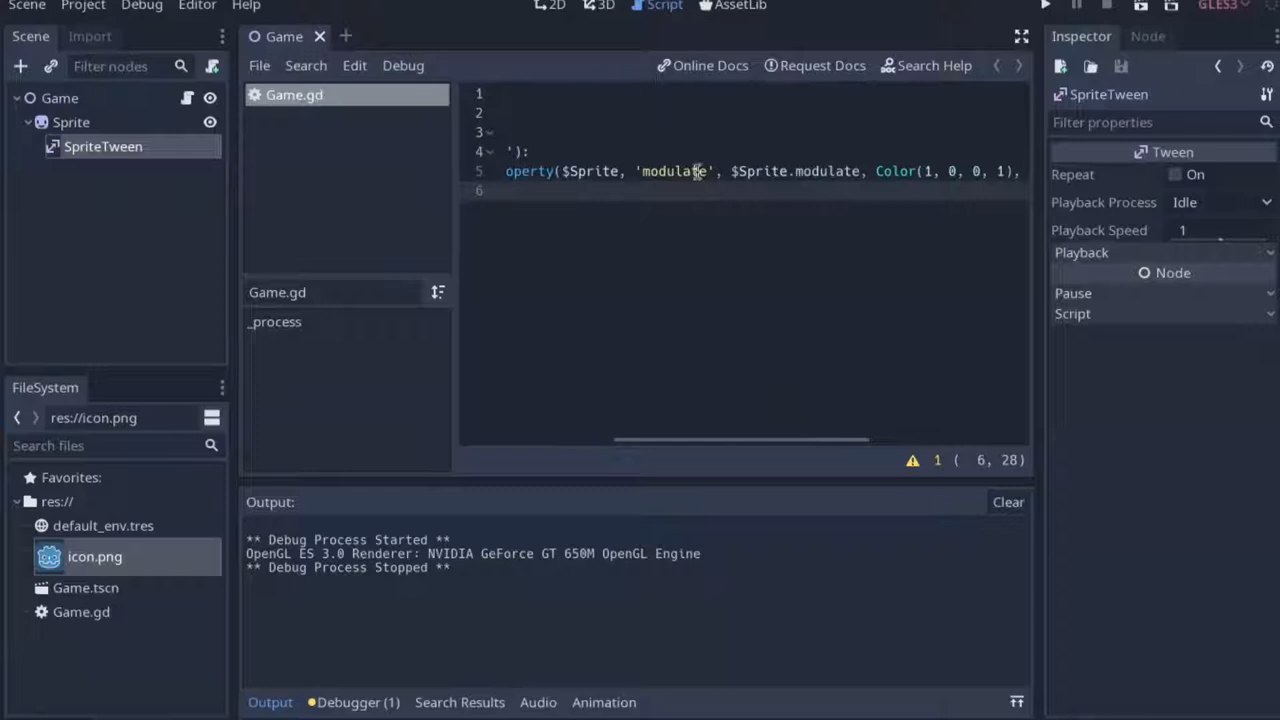 Scene Project Debug Editor Help 2D 3D Script AssetLib GLES3
Scene Import
Filter nodes
Game
Sprite
SpriteTween
FileSystem
res://icon.png
Search files
Favorites:
res://
default_env.tres
icon.png
Game.tscn
Game.gd
Game
File Search Edit Debug Online Docs Request Docs Search Help
Game.gd
Game.gd
_process
1
2
3
4 '):
5 operty($Sprite, 'modulate', $Sprite.modulate, Color(1, 0, 0, 1),
6
1 ( 6, 28)
Output: Clear
** Debug Process Started **
OpenGL ES 3.0 Renderer: NVIDIA GeForce GT 650M OpenGL Engine
** Debug Process Stopped **
Output Debugger (1) Search Results Audio Animation
Inspector Node
SpriteTween
Filter properties
Tween
Repeat On
Playback Process Idle
Playback Speed 1
Playback
Node
Pause
Script